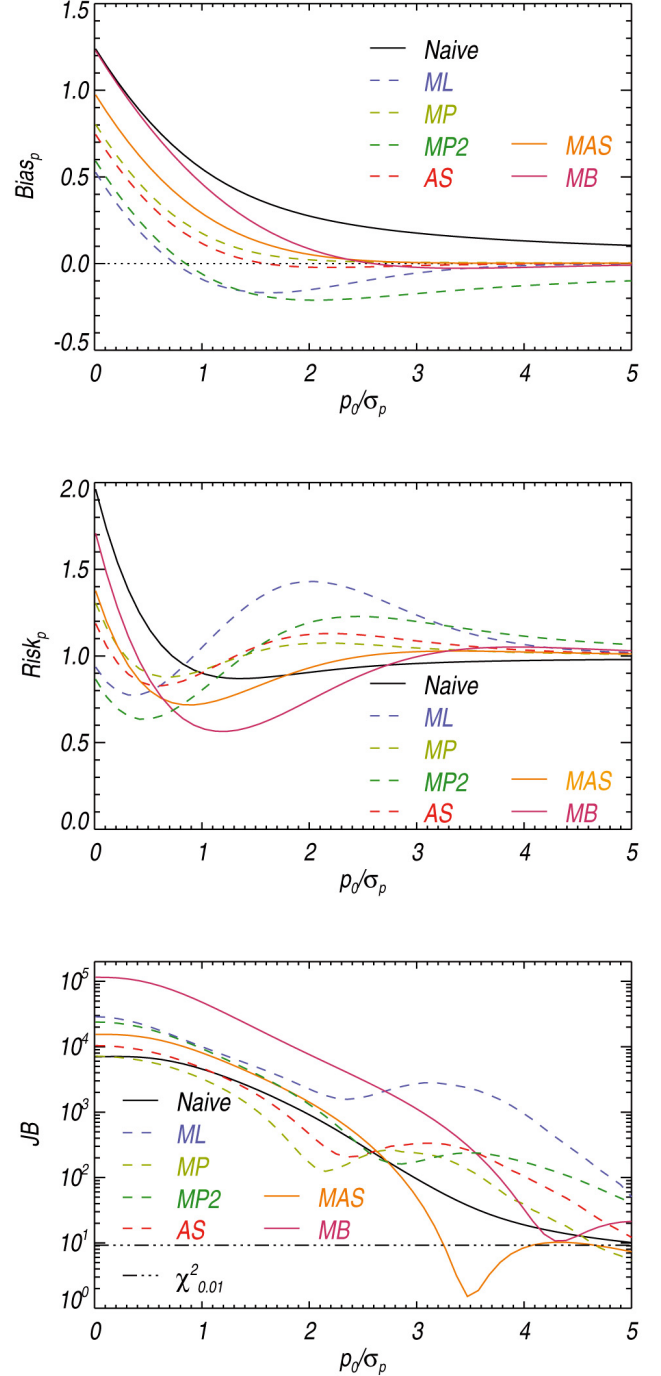 1.5
1.0
0.5
0.0
-0.5
Bias_p
Naive
ML
MP
MP2 MAS
AS MB
0 1 2 3 4 5
p_0/σ_p
2.0
1.5
1.0
0.5
0.0
Risk_p
Naive
ML
MP
MP2 MAS
AS MB
0 1 2 3 4 5
p_0/σ_p
10^5
10^4
10^3
10^2
10^1
10^0
JB
Naive
ML
MP
MP2 MAS
AS MB
χ^2_0.01
0 1 2 3 4 5
p_0/σ_p